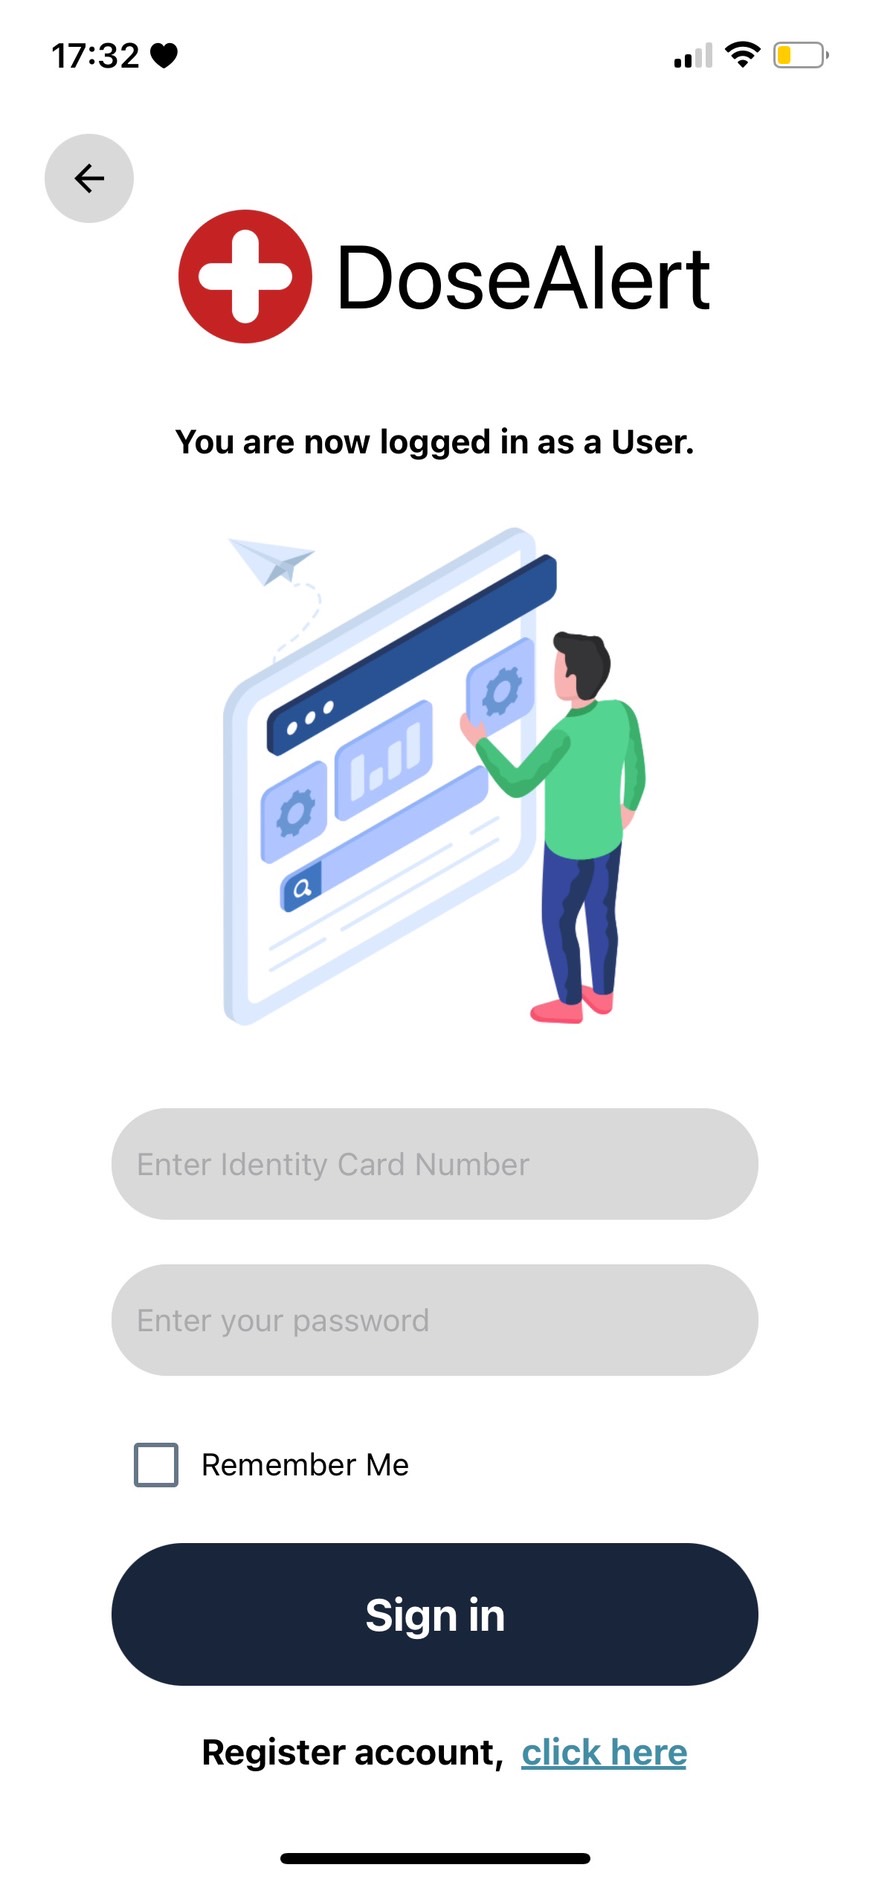 17:32
DoseAlert
You are now logged in as a User.
Enter Identity Card Number
Enter your password
Remember Me
Sign in
Register account, click here